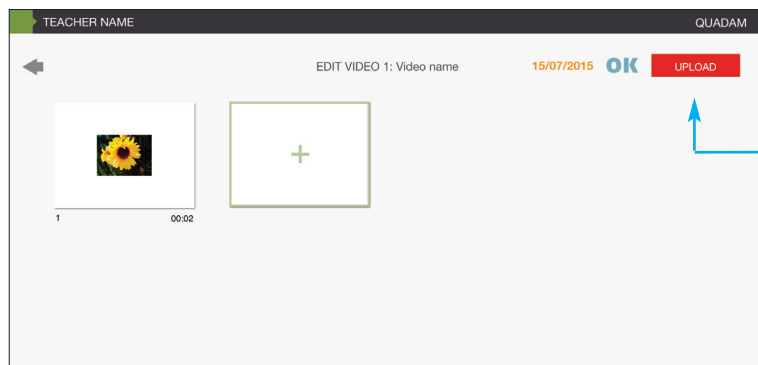 TEACHER NAME QUADAM
EDIT VIDEO 1: Video name 15/07/2015 OK UPLOAD
+
1 00:02